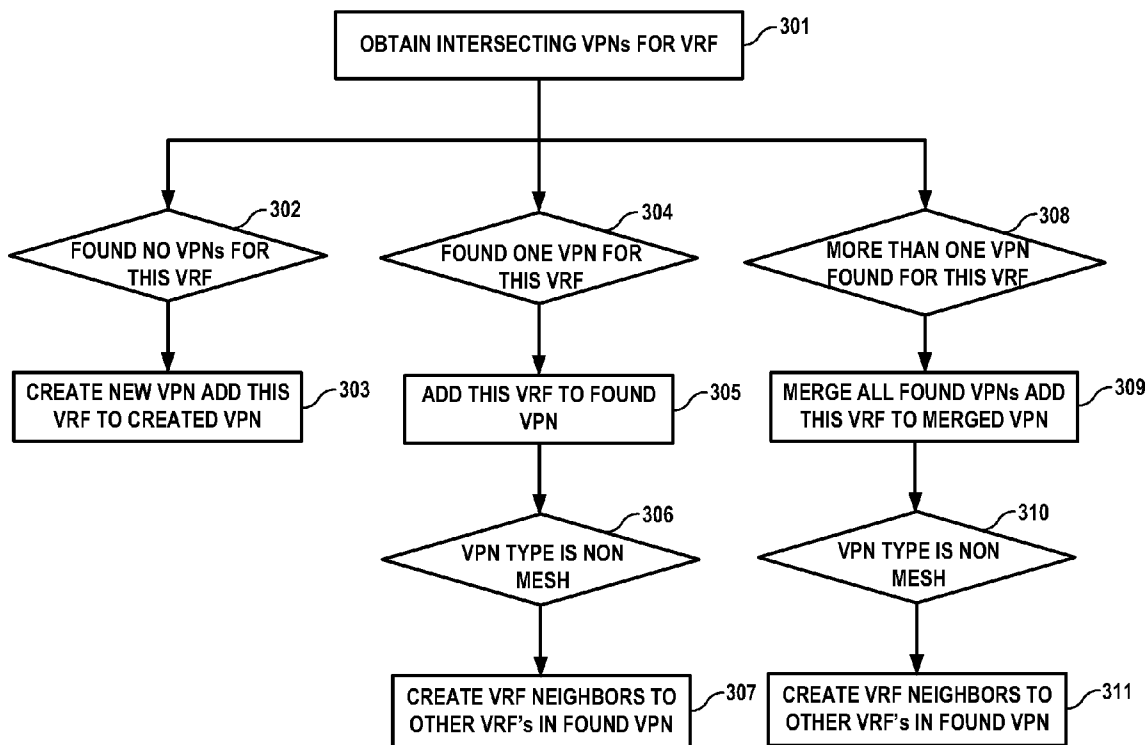 OBTAIN INTERSECTING VPNs FOR VRF
301
302
FOUND NO VPNs FOR
THIS VRF
304
FOUND ONE VPN FOR
THIS VRF
308
MORE THAN ONE VPN
FOUND FOR THIS VRF
CREATE NEW VPN ADD THIS
VRF TO CREATED VPN
303
ADD THIS VRF TO FOUND
VPN
305
MERGE ALL FOUND VPNs ADD
THIS VRF TO MERGED VPN
309
306
VPN TYPE IS NON
MESH
310
VPN TYPE IS NON
MESH
CREATE VRF NEIGHBORS TO
OTHER VRF's IN FOUND VPN
307
CREATE VRF NEIGHBORS TO
OTHER VRF's IN FOUND VPN
311